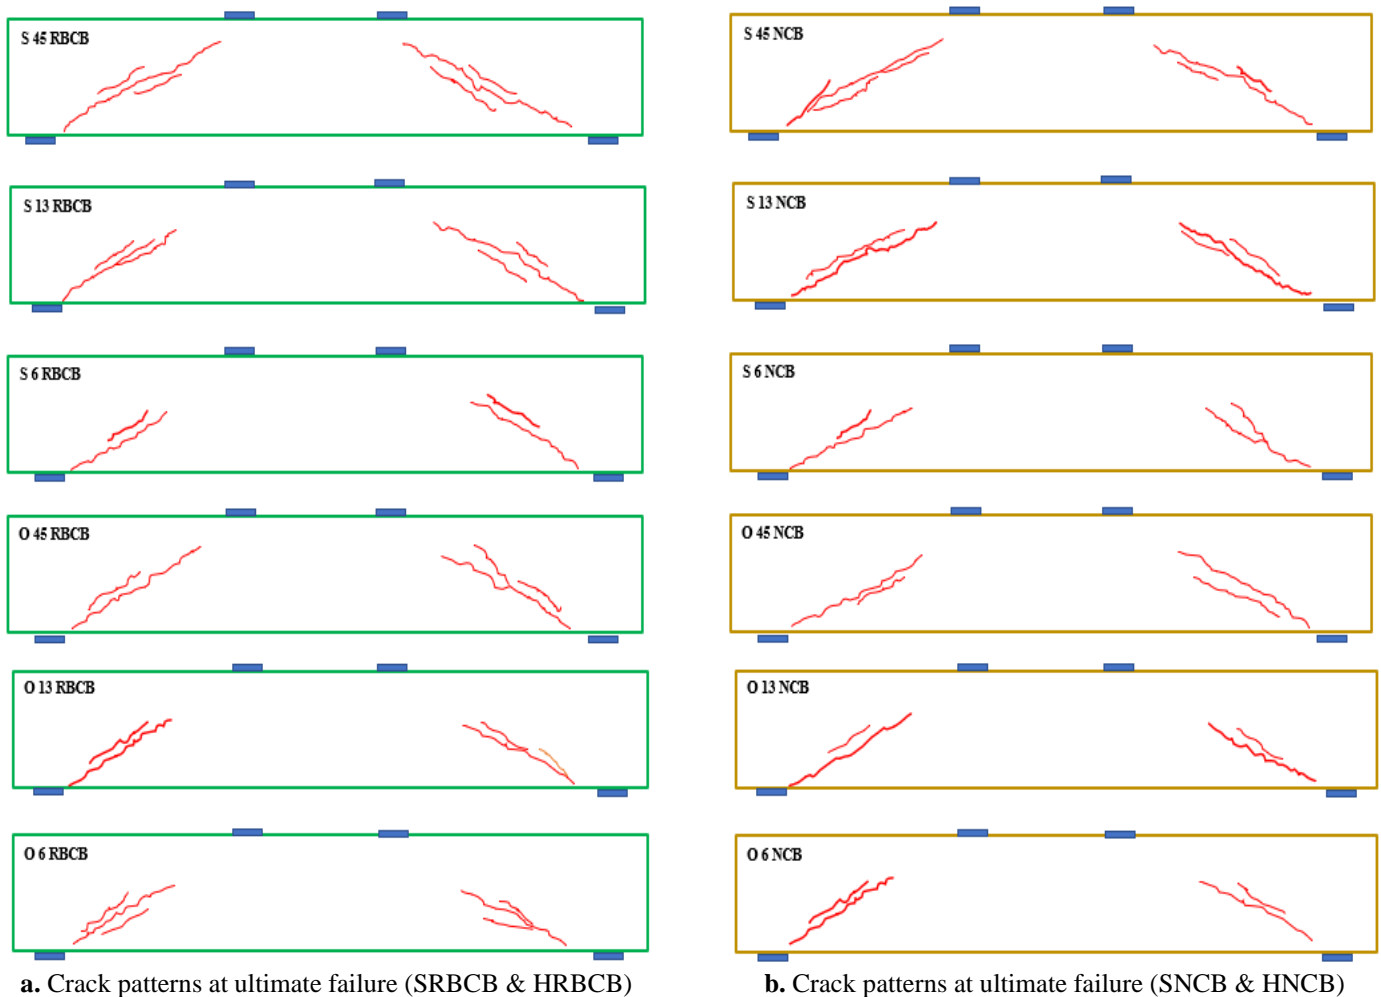 S 45 RBCB
S 13 RBCB
S 6 RBCB
O 45 RBCB
O 13 RBCB
O 6 RBCB
a. Crack patterns at ultimate failure (SRBCB & HRBCB)
S 45 NCB
S 13 NCB
S 6 NCB
O 45 NCB
O 13 NCB
O 6 NCB
b. Crack patterns at ultimate failure (SNCB & HNCB)